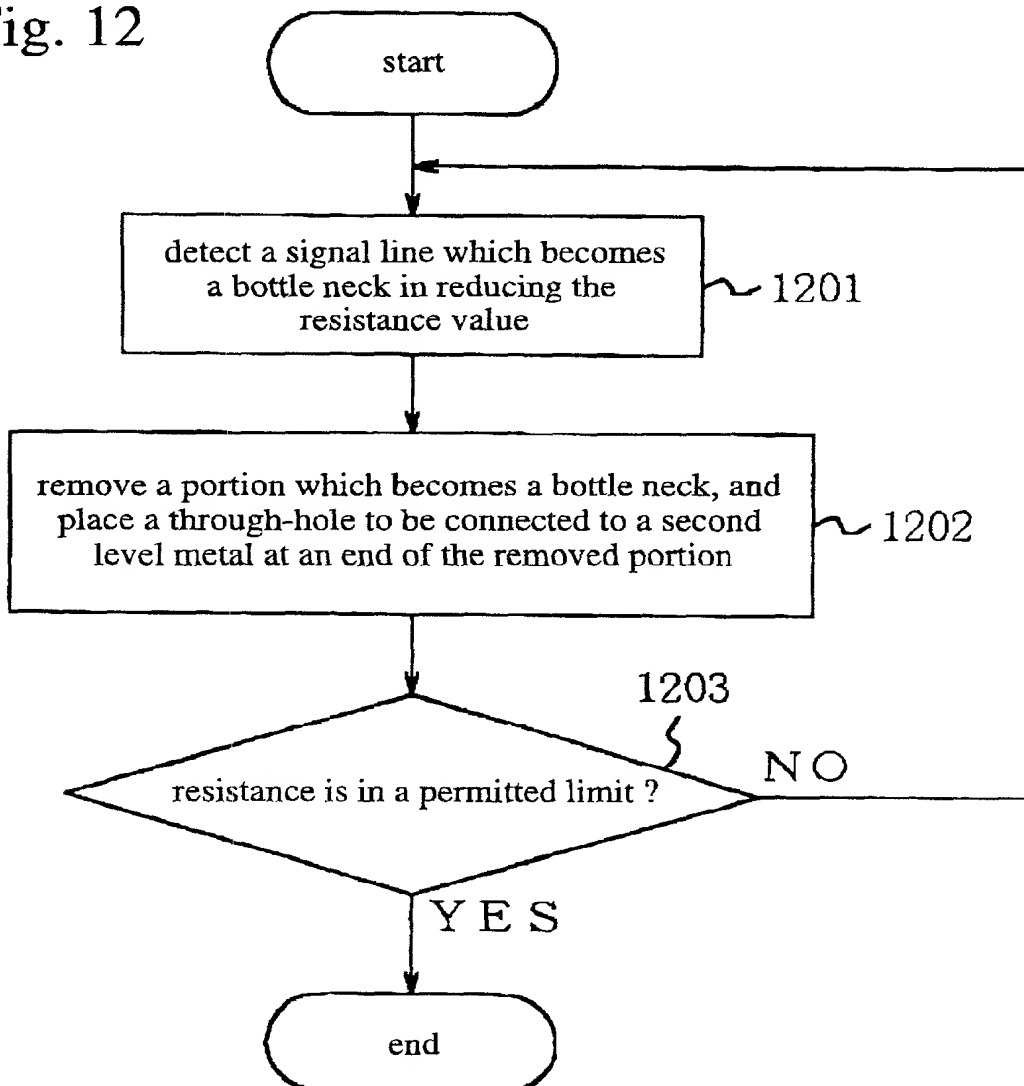 ig. 12
start
detect a signal line which becomes
a bottle neck in reducing the
resistance value
1201
remove a portion which becomes a bottle neck, and
place a through-hole to be connected to a second
level metal at an end of the removed portion
1202
1203
resistance is in a permitted limit ?
NO
YES
end